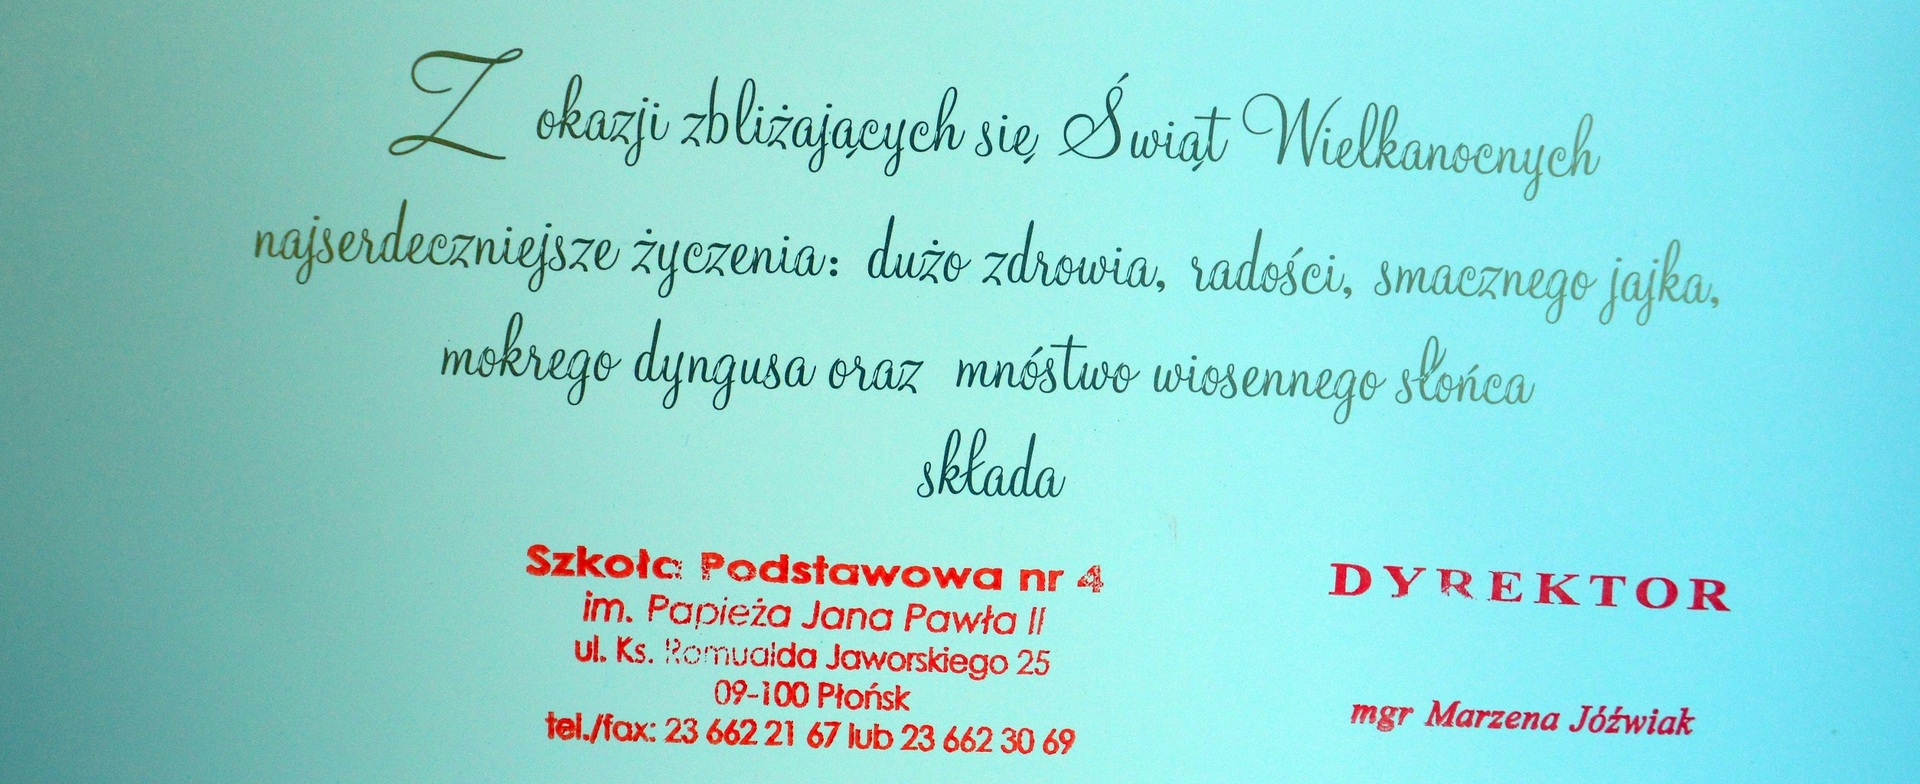 Z okazji zbliżających się Świąt Wielkanocnych
najserdeczniejsze życzenia: dużo zdrowia, radości, smacznego jajka,
mokrego dyngusa oraz mnóstwo wiosennego słońca
składa
Szkoła Podstawowa nr 4
im. Papieża Jana Pawła II
ul. Ks. Romualda Jaworskiego 25
09-100 Płońsk
tel./fax: 23 662 21 67 lub 23 662 30 69
DYREKTOR
mgr Marzena Jóźwiak